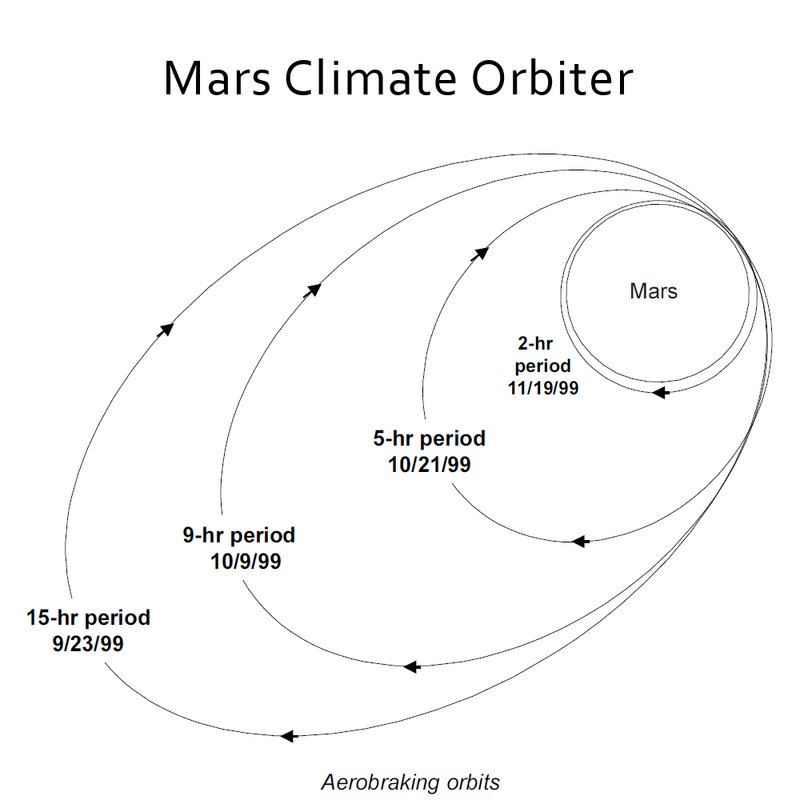 Mars Climate Orbiter
Mars
2-hr
period
11/19/99
5-hr period
10/21/99
9-hr period
10/9/99
15-hr period
9/23/99
Aerobraking orbits